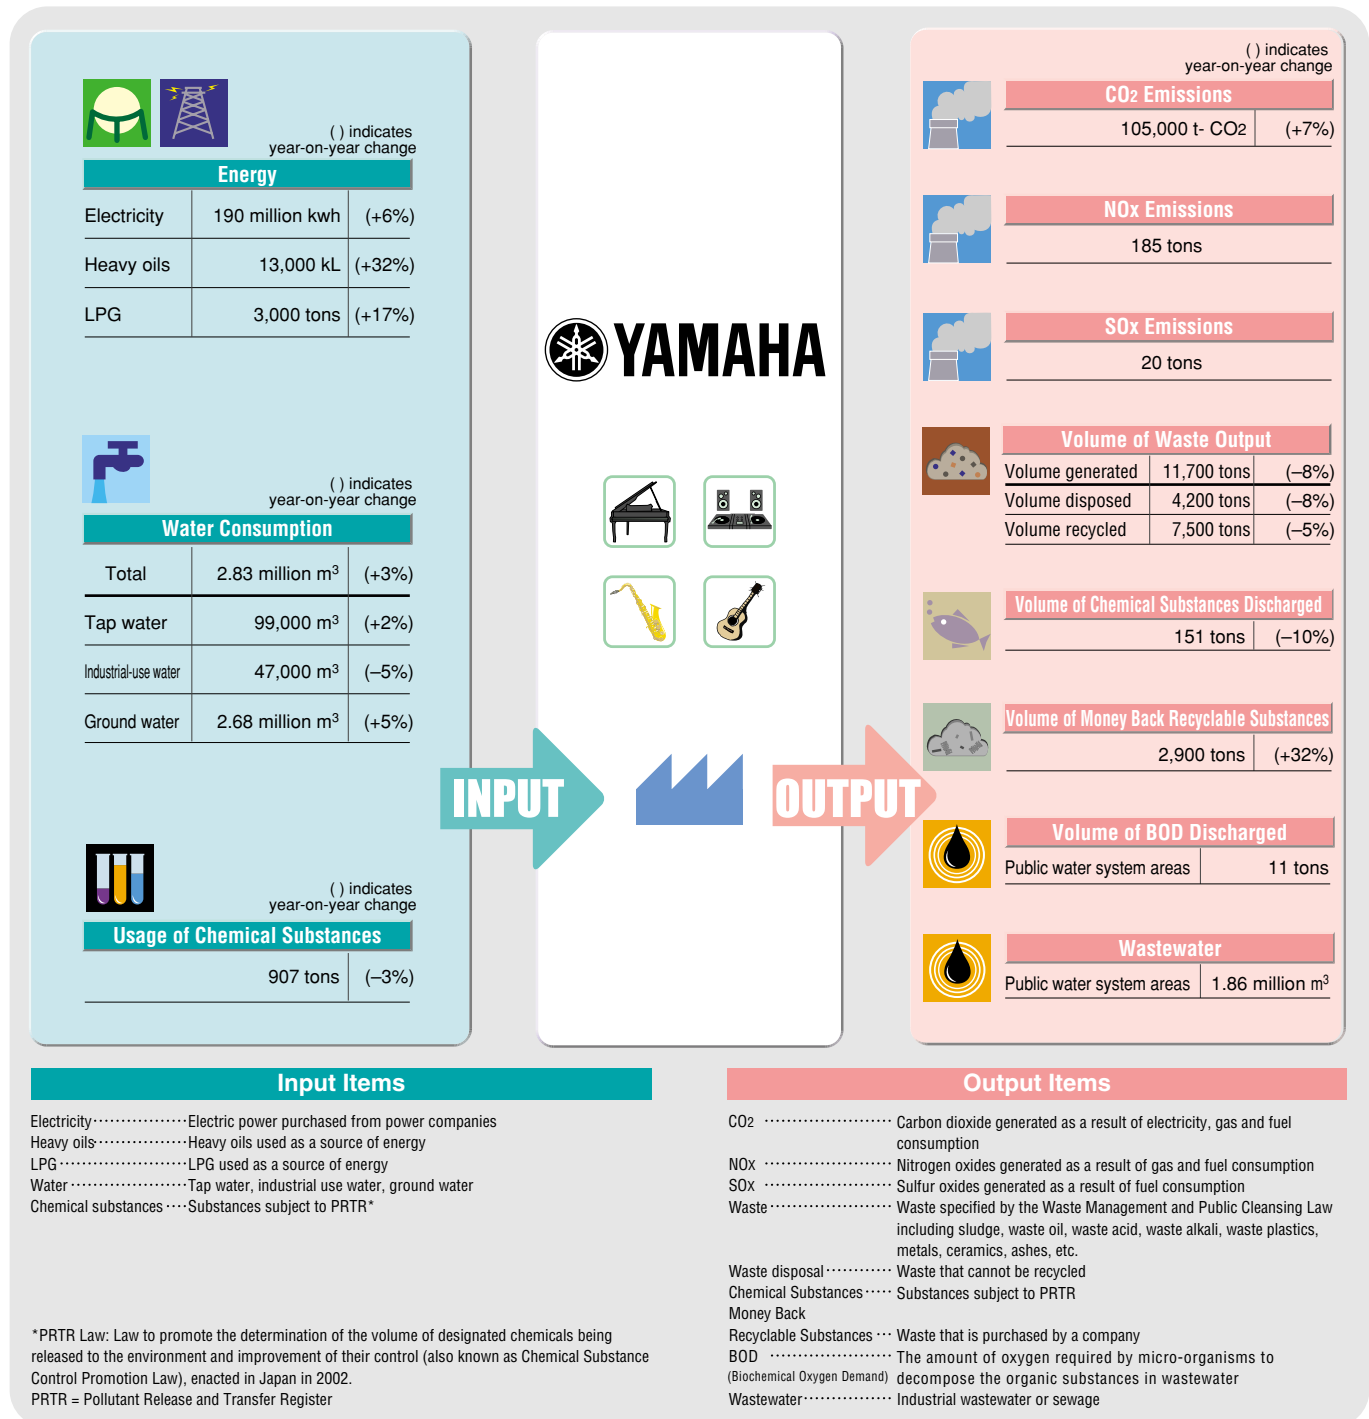 ( ) indicates
year-on-year change
Energy
Electricity 190 million kwh (+6%)
Heavy oils 13,000 kL (+32%)
LPG 3,000 tons (+17%)
( ) indicates
year-on-year change
Water Consumption
Total 2.83 million m³ (+3%)
Tap water 99,000 m³ (+2%)
Industrial-use water 47,000 m³ (–5%)
Ground water 2.68 million m³ (+5%)
( ) indicates
year-on-year change
Usage of Chemical Substances
907 tons (–3%)
INPUT
YAMAHA
OUTPUT
( ) indicates
year-on-year change
CO2 Emissions
105,000 t- CO2 (+7%)
NOx Emissions
185 tons
SOx Emissions
20 tons
Volume of Waste Output
Volume generated 11,700 tons (–8%)
Volume disposed 4,200 tons (–8%)
Volume recycled 7,500 tons (–5%)
Volume of Chemical Substances Discharged
151 tons (–10%)
Volume of Money Back Recyclable Substances
2,900 tons (+32%)
Volume of BOD Discharged
Public water system areas 11 tons
Wastewater
Public water system areas 1.86 million m³
Input Items
Electricity················Electric power purchased from power companies
Heavy oils················Heavy oils used as a source of energy
LPG······················LPG used as a source of energy
Water····················Tap water, industrial use water, ground water
Chemical substances····Substances subject to PRTR*
*PRTR Law: Law to promote the determination of the volume of designated chemicals being
released to the environment and improvement of their control (also known as Chemical Substance
Control Promotion Law), enacted in Japan in 2002.
PRTR = Pollutant Release and Transfer Register
Output Items
CO2 ······················· Carbon dioxide generated as a result of electricity, gas and fuel
consumption
NOx ······················· Nitrogen oxides generated as a result of gas and fuel consumption
SOx ······················· Sulfur oxides generated as a result of fuel consumption
Waste······················ Waste specified by the Waste Management and Public Cleansing Law
including sludge, waste oil, waste acid, waste alkali, waste plastics,
metals, ceramics, ashes, etc.
Waste disposal············ Waste that cannot be recycled
Chemical Substances····· Substances subject to PRTR
Money Back
Recyclable Substances··· Waste that is purchased by a company
BOD ····················· The amount of oxygen required by micro-organisms to
(Biochemical Oxygen Demand) decompose the organic substances in wastewater
Wastewater················ Industrial wastewater or sewage